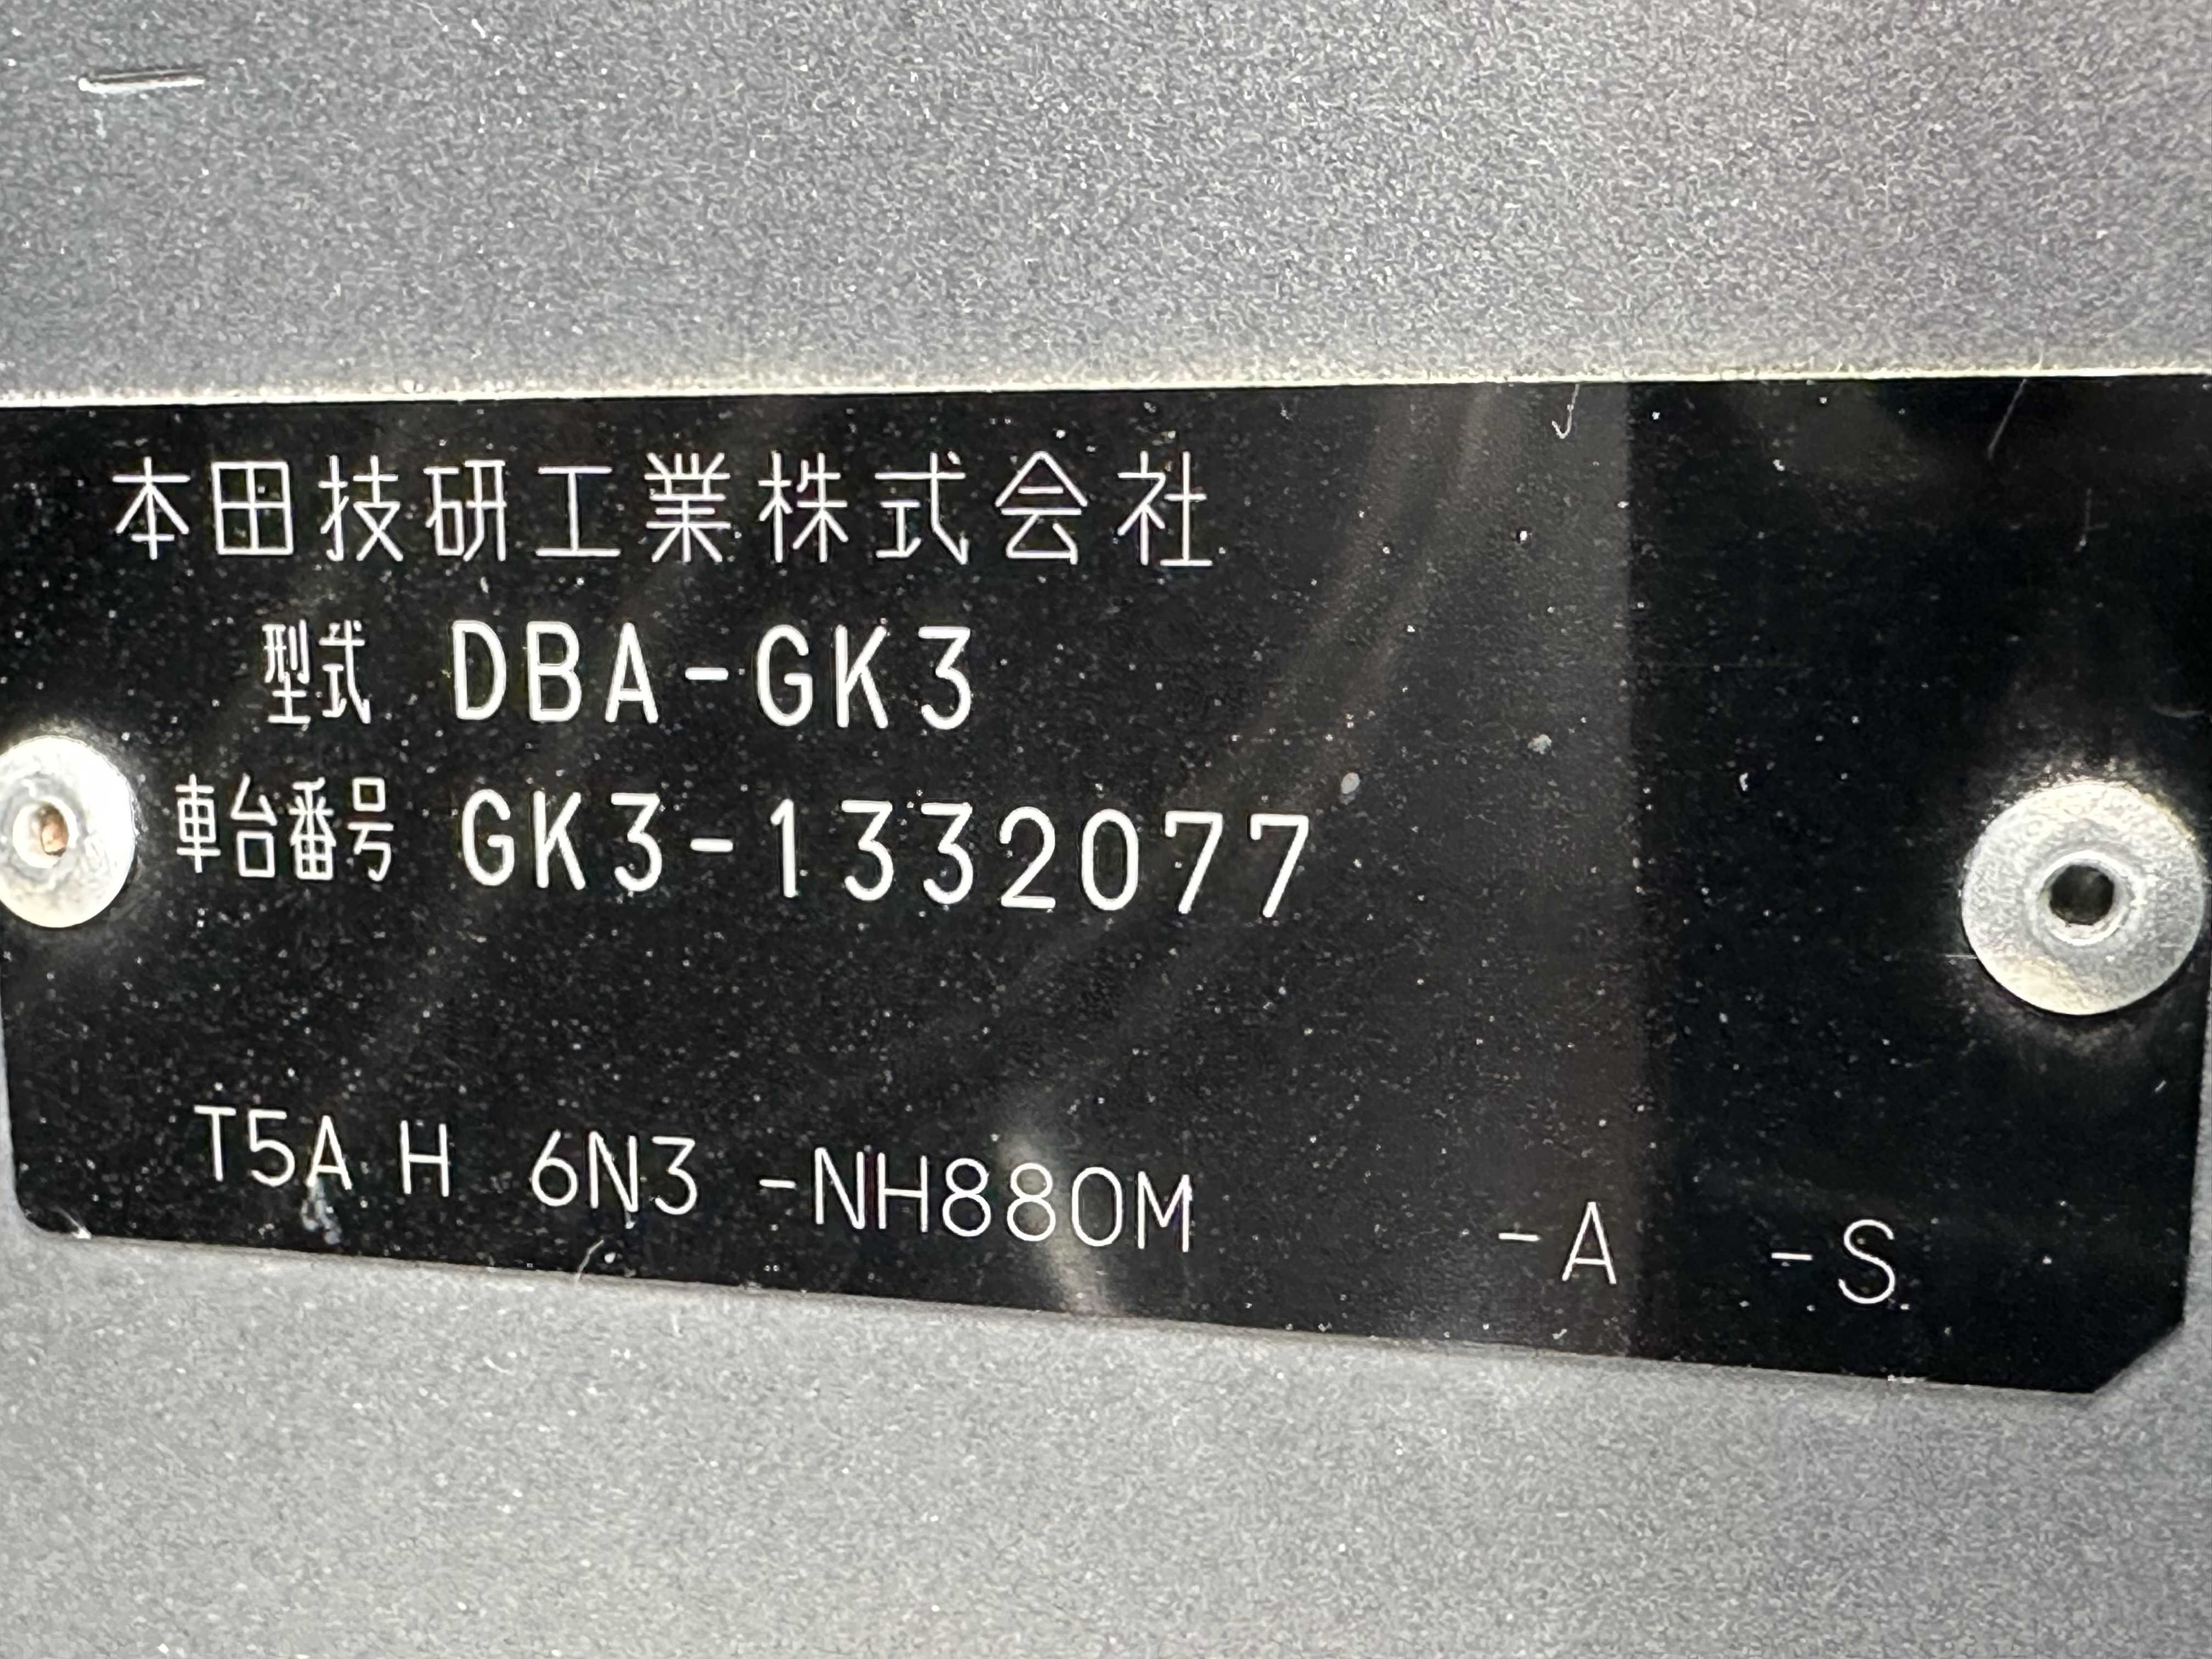 本田技研工業株式会社
型式 DBA-GK3
車台番号 GK3-1332077
T5A H 6N3 -NH880M -A -S